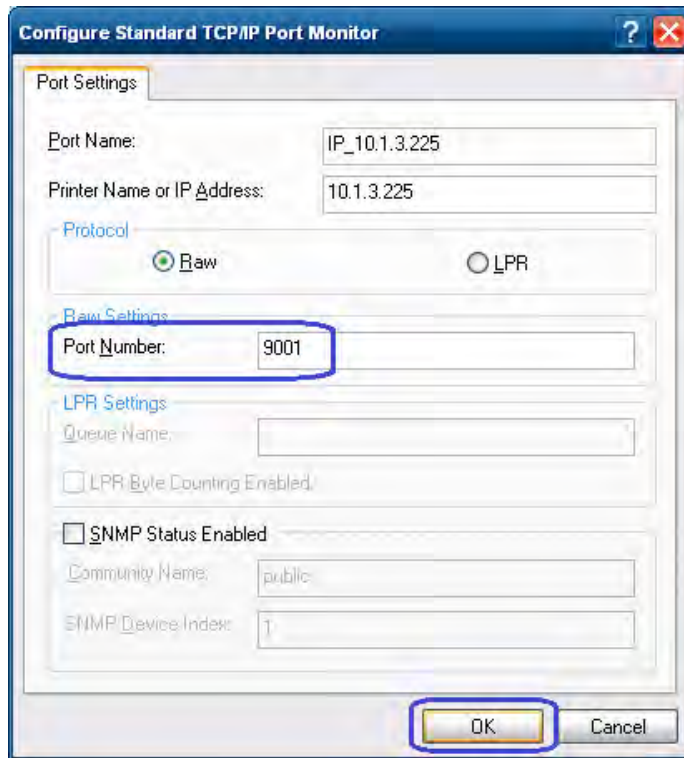 Configure Standard TCP/IP Port Monitor
Port Settings
Port Name: IP_10.1.3.225
Printer Name or IP Address: 10.1.3.225
Protocol
Raw LPR
Raw Settings
Port Number: 9001
LPR Settings
Queue Name:
LPR Byte Counting Enabled
SNMP Status Enabled
Community Name: public
SNMP Device Index: 1
OK Cancel